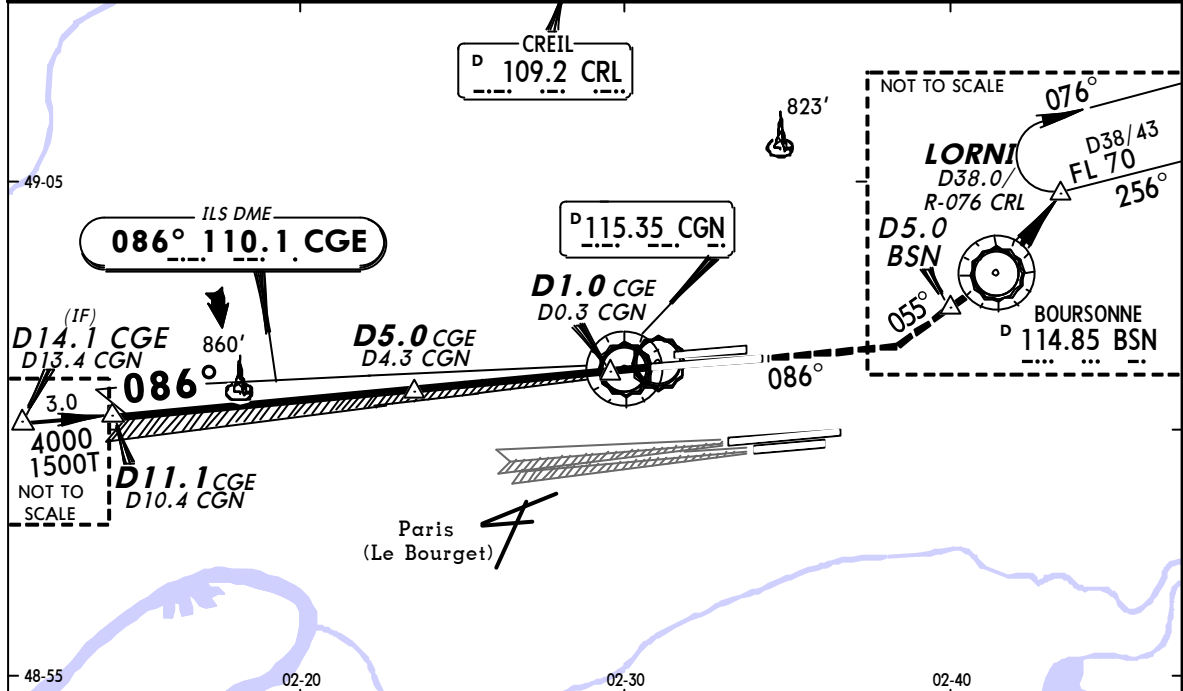 CREIL
D 109.2 CRL
823'
NOT TO SCALE
076°
D38/43
FL 70
256°
LORNI
D38.0/
R-076 CRL
49-05
ILS DME
086° 110.1 CGE
D 115.35 CGN
D5.0
BSN
D1.0 CGE
D0.3 CGN
(IF)
D14.1 CGE
D13.4 CGN
860'
D5.0 CGE
D4.3 CGN
055°
BOURSONNE
D 114.85 BSN
086°
086°
3.0
4000
1500T
D11.1 CGE
D10.4 CGN
NOT TO
SCALE
Paris
(Le Bourget)
48-55
02-20
02-30
02-40